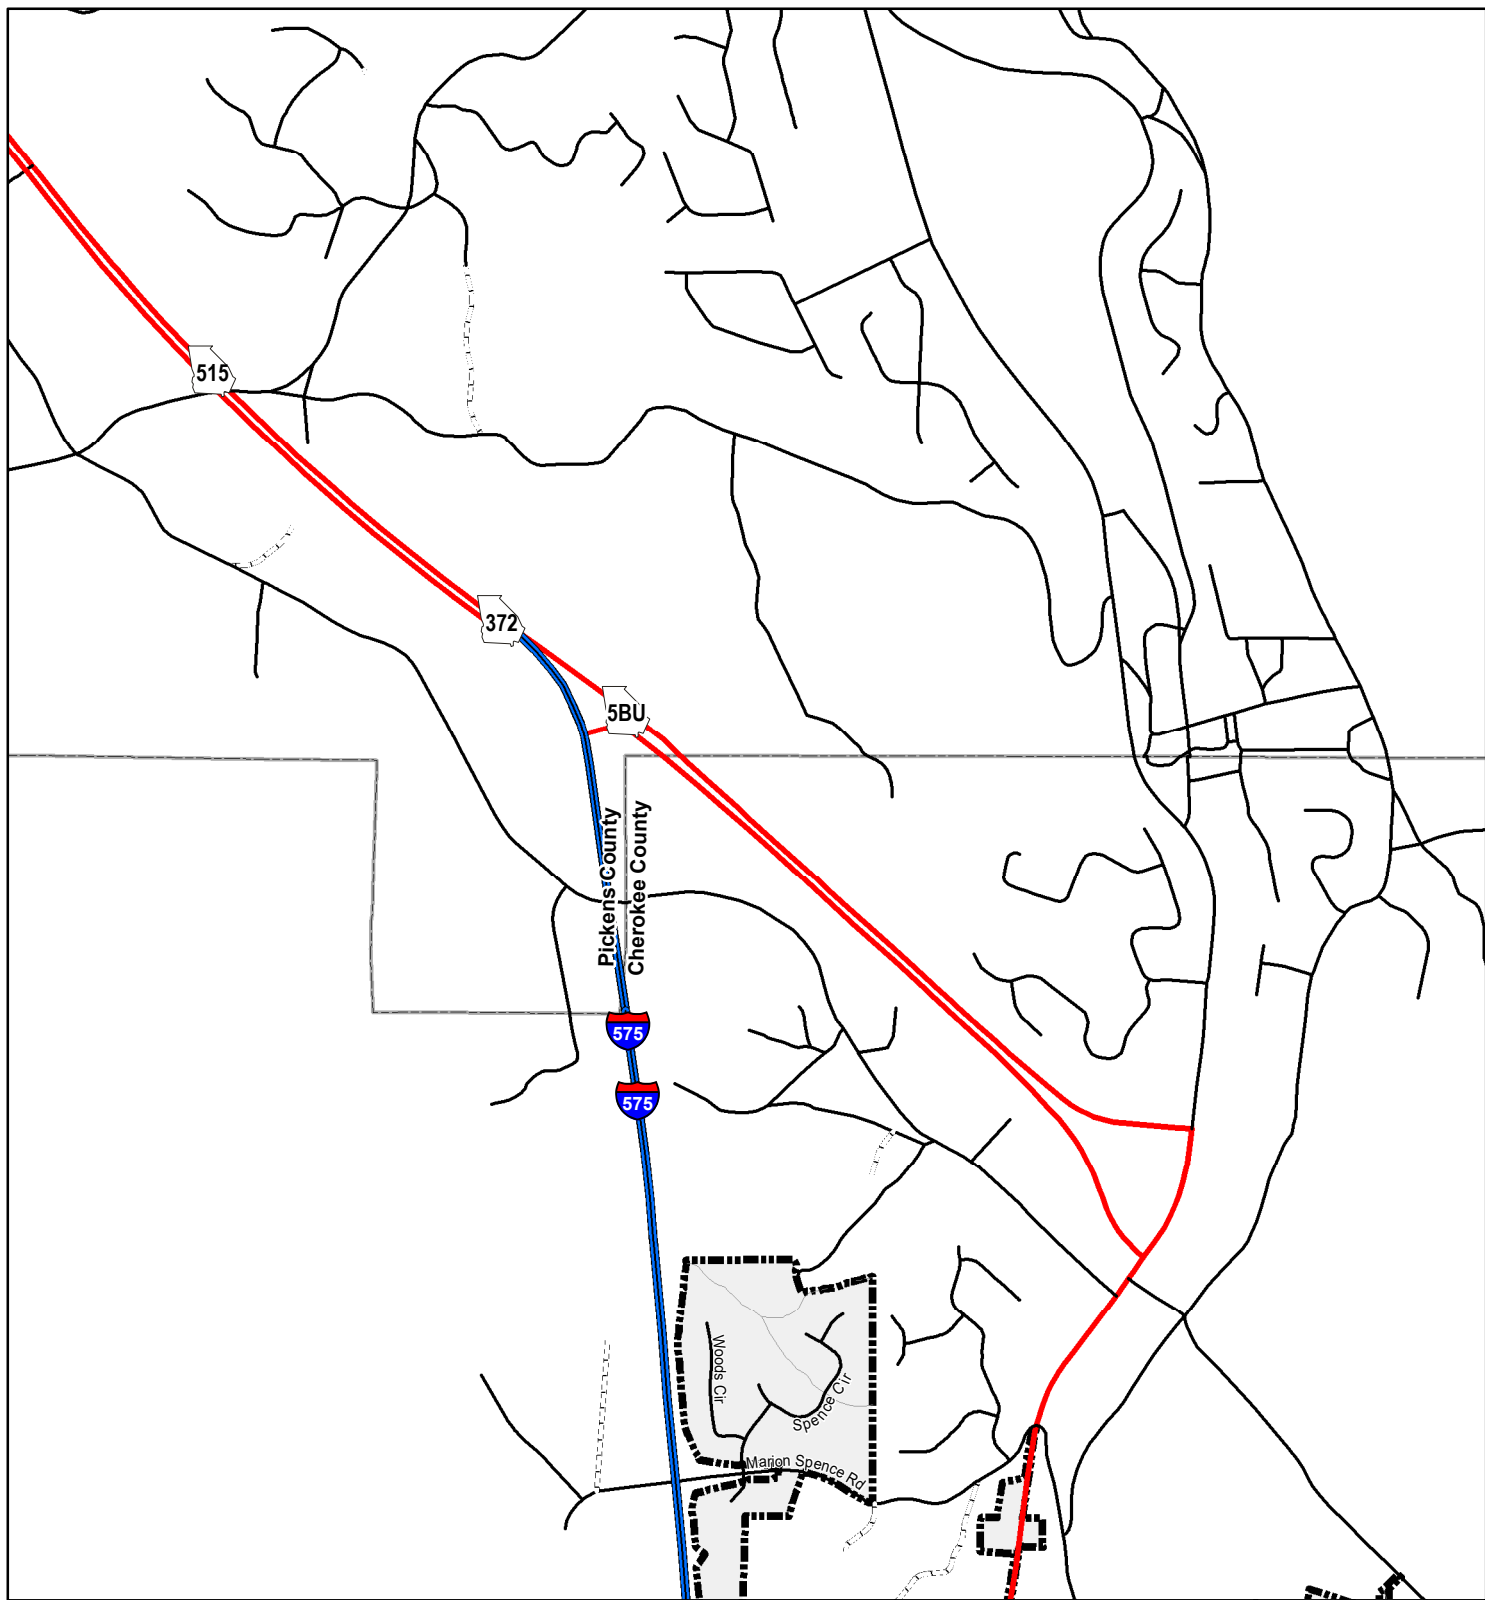 515
372
5BU
Pickens County
Cherokee County
575
575
Woods Cir
Spence Cir
Marion Spence Rd